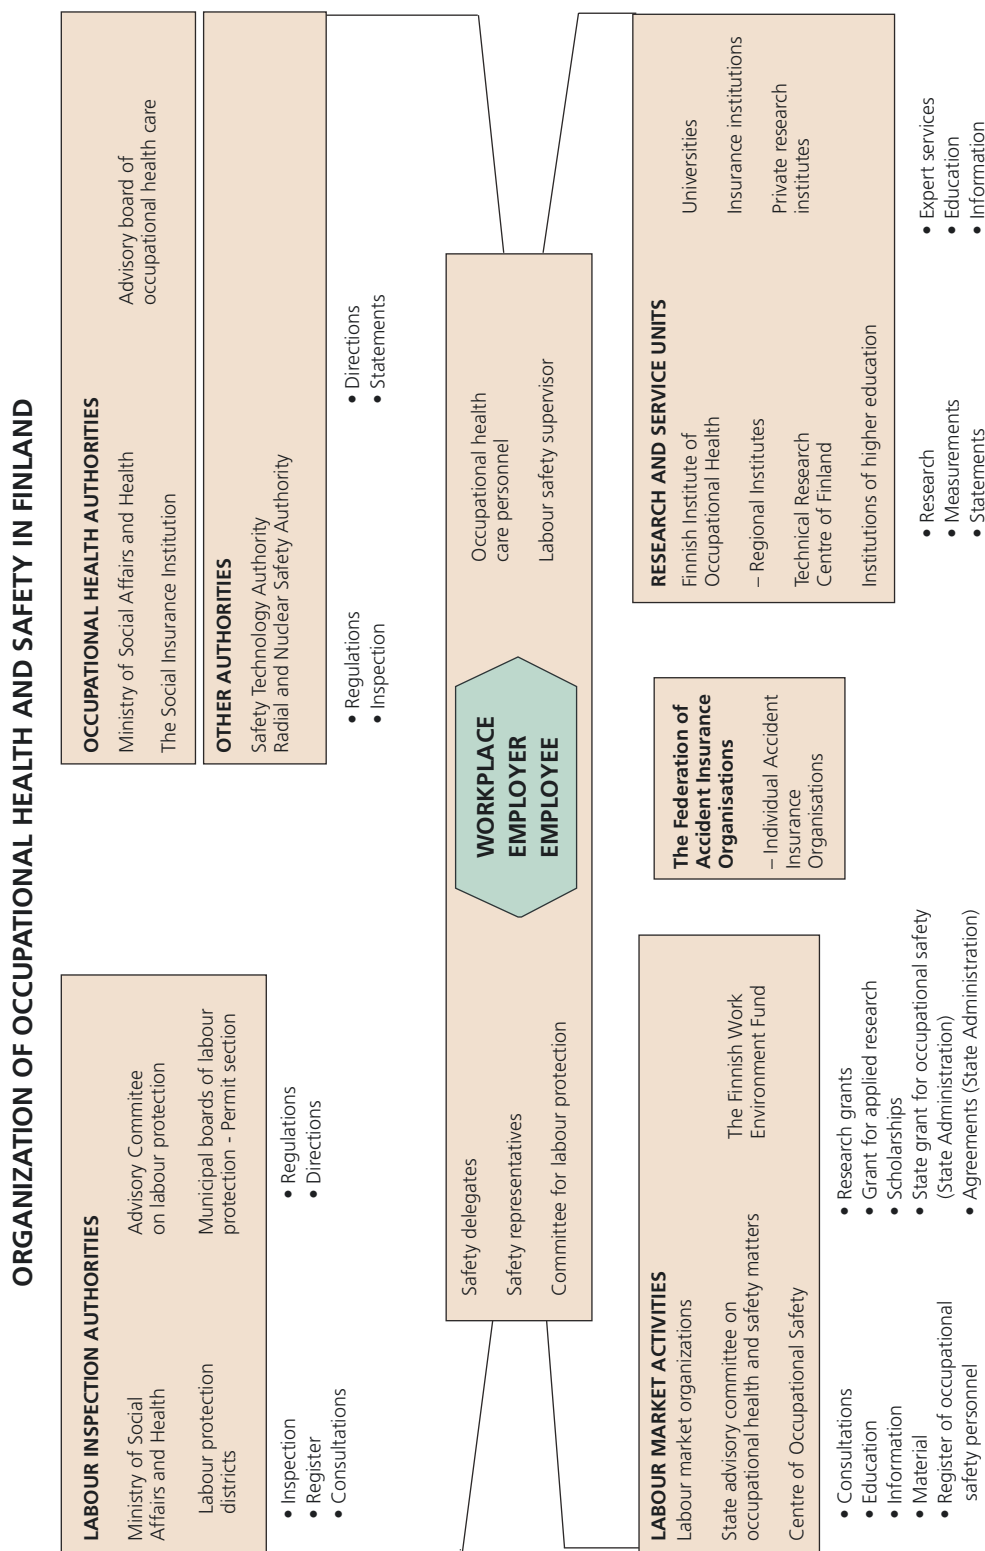 ORGANIZATION OF OCCUPATIONAL HEALTH AND SAFETY IN FINLAND
LABOUR INSPECTION AUTHORITIES
Ministry of Social
Affairs and Health
Labour protection
districts
Advisory Commitee
on labour protection
Municipal boards of labour
protection - Permit section
• Inspection
• Register
• Consultations
• Regulations
• Directions
OCCUPATIONAL HEALTH AUTHORITIES
Ministry of Social Affairs and Health
The Social Insurance Institution
Advisory board of
occupational health care
OTHER AUTHORITIES
Safety Technology Authority
Radial and Nuclear Safety Authority
• Regulations
• Inspection
• Directions
• Statements
Safety delegates
Safety representatives
Committee for labour protection
WORKPLACE
EMPLOYER
EMPLOYEE
Occupational health
care personnel
Labour safety supervisor
LABOUR MARKET ACTIVITIES
Labour market organizations
State advisory committee on
occupational health and safety matters
Centre of Occupational Safety
The Finnish Work
Environment Fund
• Consultations
• Education
• Information
• Material
• Register of occupational
safety personnel
• Research grants
• Grant for applied research
• Scholarships
• State grant for occupational safety
(State Administration)
• Agreements (State Administration)
The Federation of
Accident Insurance
Organisations
– Individual Accident
Insurance
Organisations
RESEARCH AND SERVICE UNITS
Finnish Institute of
Occupational Health
– Regional Institutes
Technical Research
Centre of Finland
Institutions of higher education
Universities
Insurance institutions
Private research
institutes
• Research
• Measurements
• Statements
• Expert services
• Education
• Information